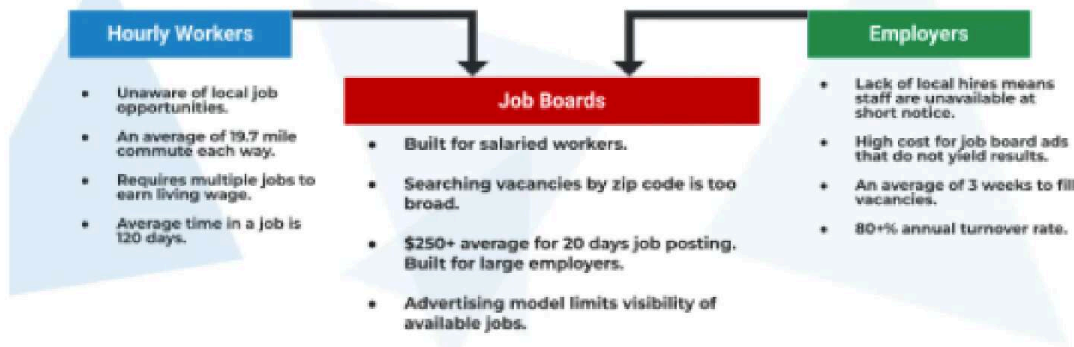 Hourly Workers
• Unaware of local job
opportunities.
• An average of 19.7 mile
commute each way.
• Requires multiple jobs to
earn living wage.
• Average time in a job is
120 days.
Job Boards
• Built for salaried workers.
• Searching vacancies by zip code is too
broad.
• $250+ average for 20 days job posting.
Built for large employers.
• Advertising model limits visibility of
available jobs.
Employers
• Lack of local hires means
staff are unavailable at
short notice.
• High cost for job board ads
that do not yield results.
• An average of 3 weeks to fill
vacancies.
• 80+% annual turnover rate.